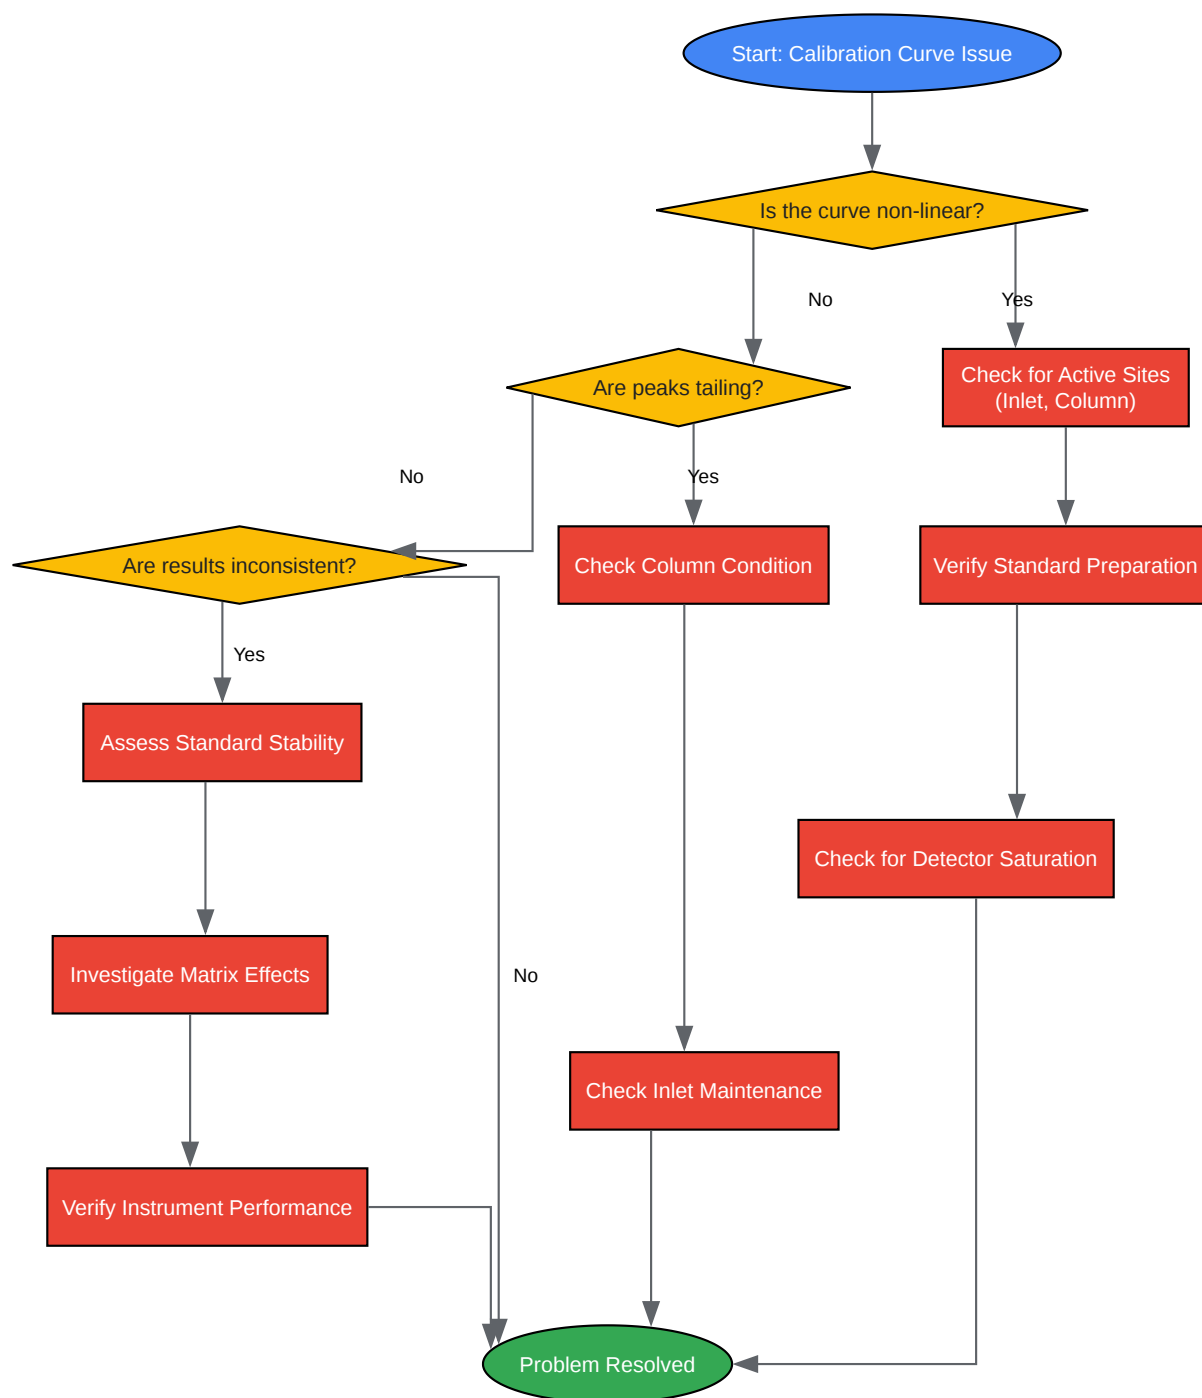 Start: Calibration Curve Issue
Is the curve non-linear?
No
Yes
Are peaks tailing?
Check for Active Sites
(Inlet, Column)
No
Yes
Are results inconsistent?
Check Column Condition
Verify Standard Preparation
Yes
Assess Standard Stability
Check for Detector Saturation
Investigate Matrix Effects
No
Check Inlet Maintenance
Verify Instrument Performance
Problem Resolved